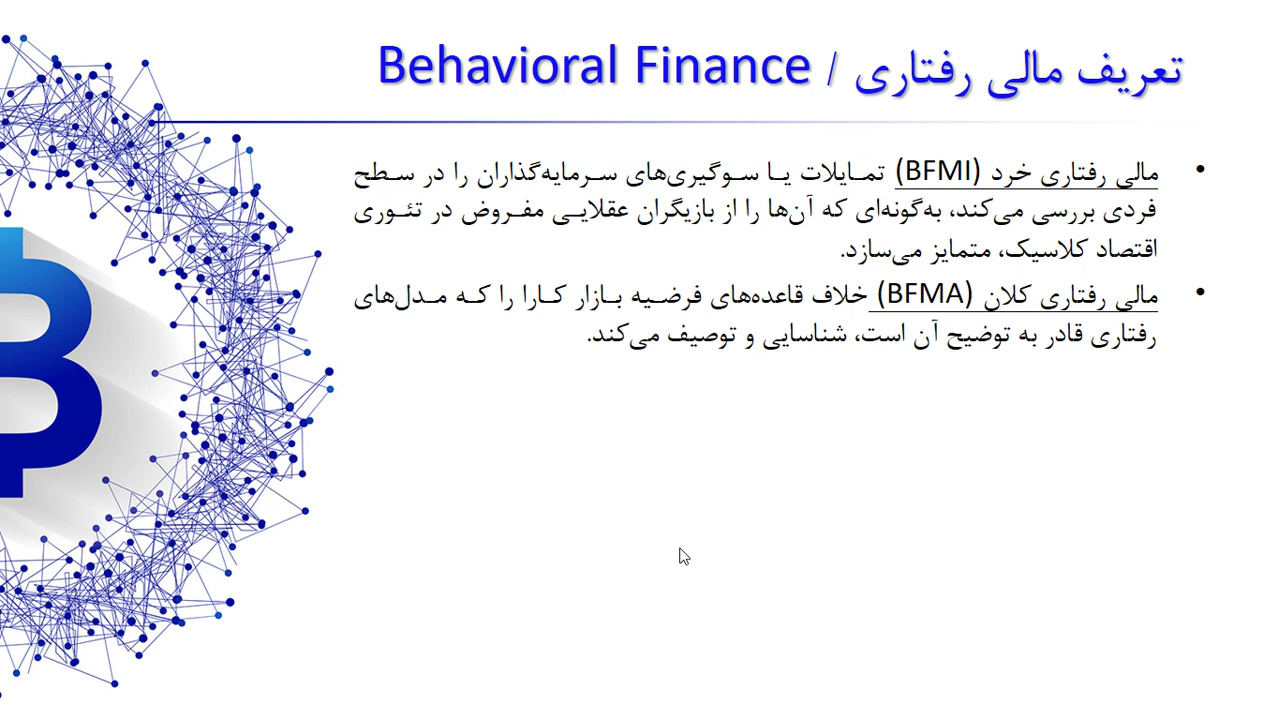 تعریف مالی رفتاری / Behavioral Finance
• مالی رفتاری خرد (BFMI) تمایلات یا سوگیری‌های سرمایه‌گذاران را در سطح
فردی بررسی می‌کند، به‌گونه‌ای که آن‌ها را از بازیگران عقلایی مفروض در تئوری
اقتصاد کلاسیک، متمایز می‌سازد.
• مالی رفتاری کلان (BFMA) خلاف قاعده‌های فرضیه بازار کارا را که مدل‌های
رفتاری قادر به توضیح آن است، شناسایی و توصیف می‌کند.